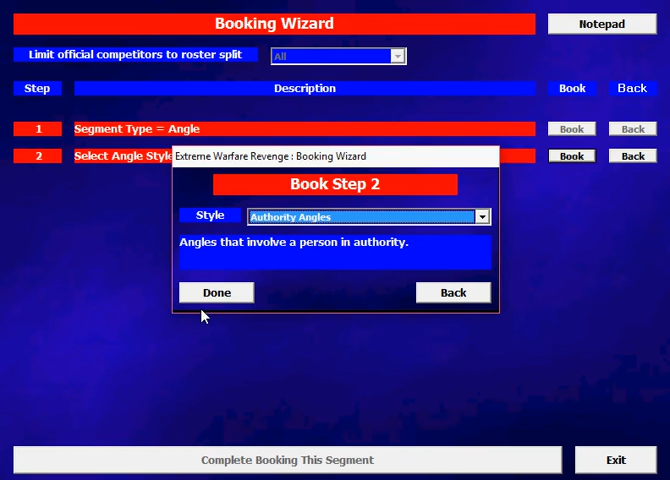 Booking Wizard
Notepad
Limit official competitors to roster split
All
Step
Description
Book
Back
1
Segment Type = Angle
Book
Back
2
Select Angle Style
Book
Back
Extreme Warfare Revenge : Booking Wizard
Book Step 2
Style
Authority Angles
Angles that involve a person in authority.
Done
Back
Complete Booking This Segment
Exit